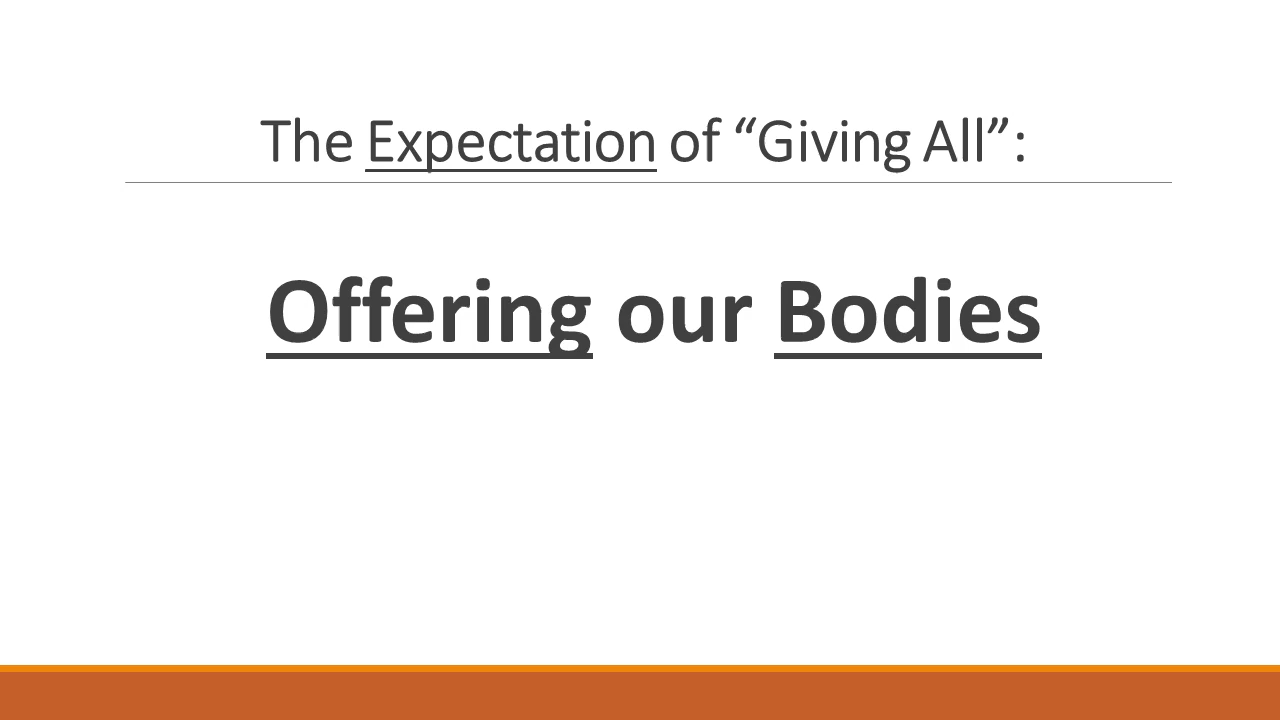 The Expectation of “Giving All”:
Offering our Bodies